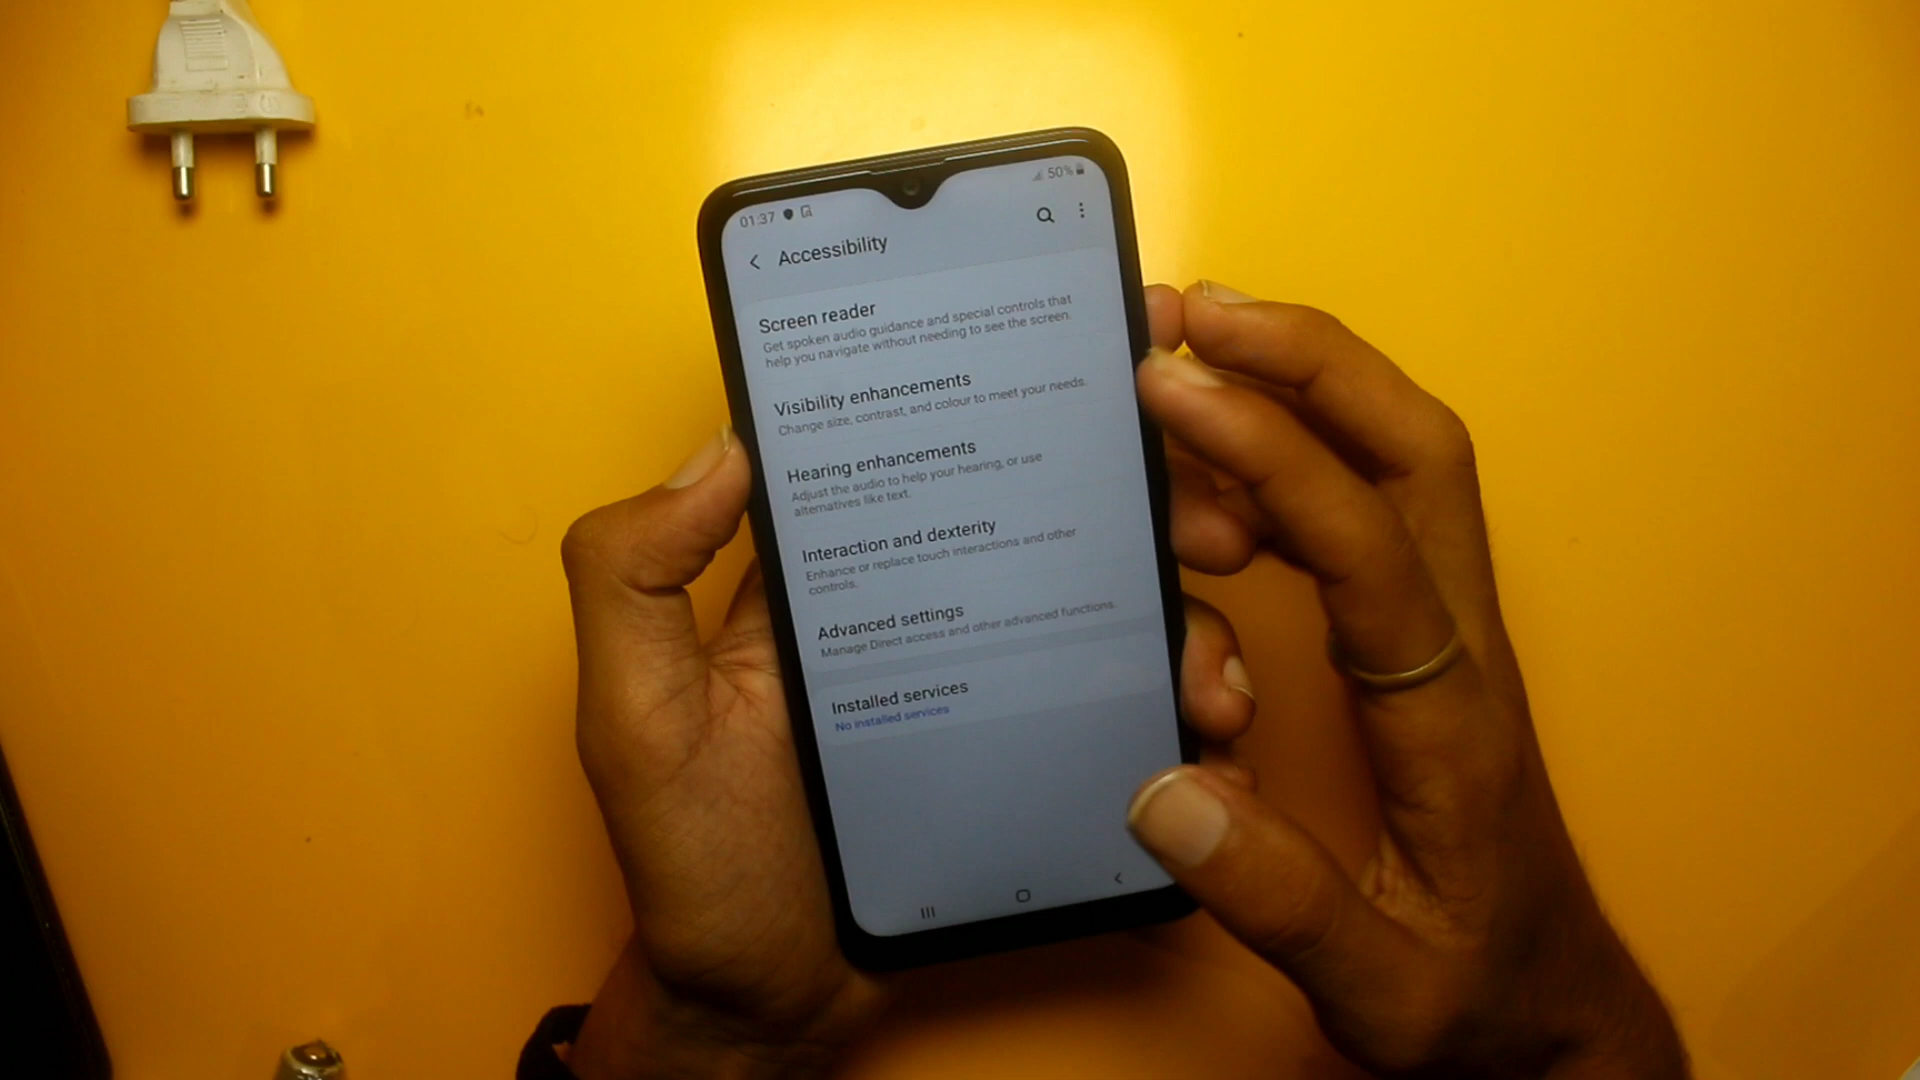 01:37
50%
Accessibility
Screen reader
Get spoken audio guidance and special controls that
help you navigate without needing to see the screen.
Visibility enhancements
Change size, contrast, and colour to meet your needs.
Hearing enhancements
Adjust the audio to help your hearing, or use
alternatives like text.
Interaction and dexterity
Enhance or replace touch interactions and other
controls.
Advanced settings
Manage Direct access and other advanced functions.
Installed services
No installed services